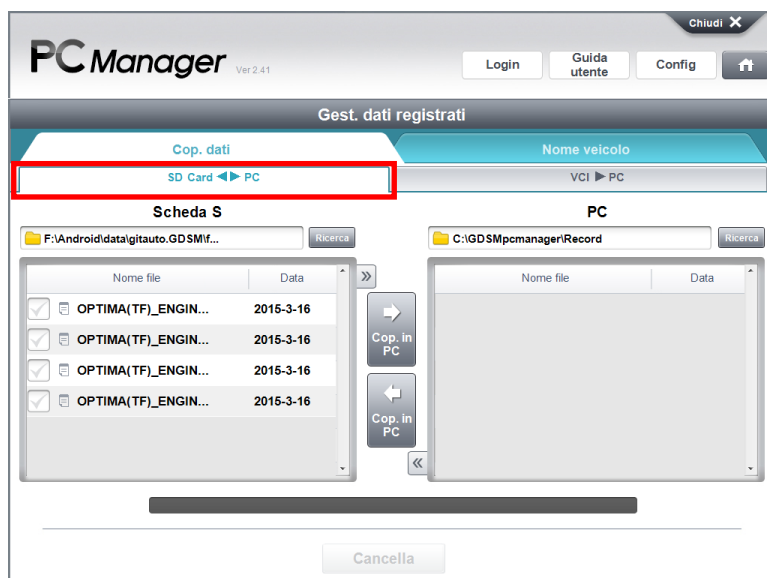 Chiudi X
PC Manager Ver 2.41
Login
Guida
utente
Config
Gest. dati registrati
Cop. dati
Nome veicolo
SD Card ◀▶ PC
VCI ▶ PC
Scheda S
PC
F:\Android\data\gitauto.GDSM\f...
Ricerca
C:\GDSMpcmanager\Record
Ricerca
Nome file Data
Nome file Data
OPTIMA(TF)_ENGIN... 2015-3-16
OPTIMA(TF)_ENGIN... 2015-3-16
OPTIMA(TF)_ENGIN... 2015-3-16
OPTIMA(TF)_ENGIN... 2015-3-16
Cop. in
PC
Cop. in
PC
Cancella